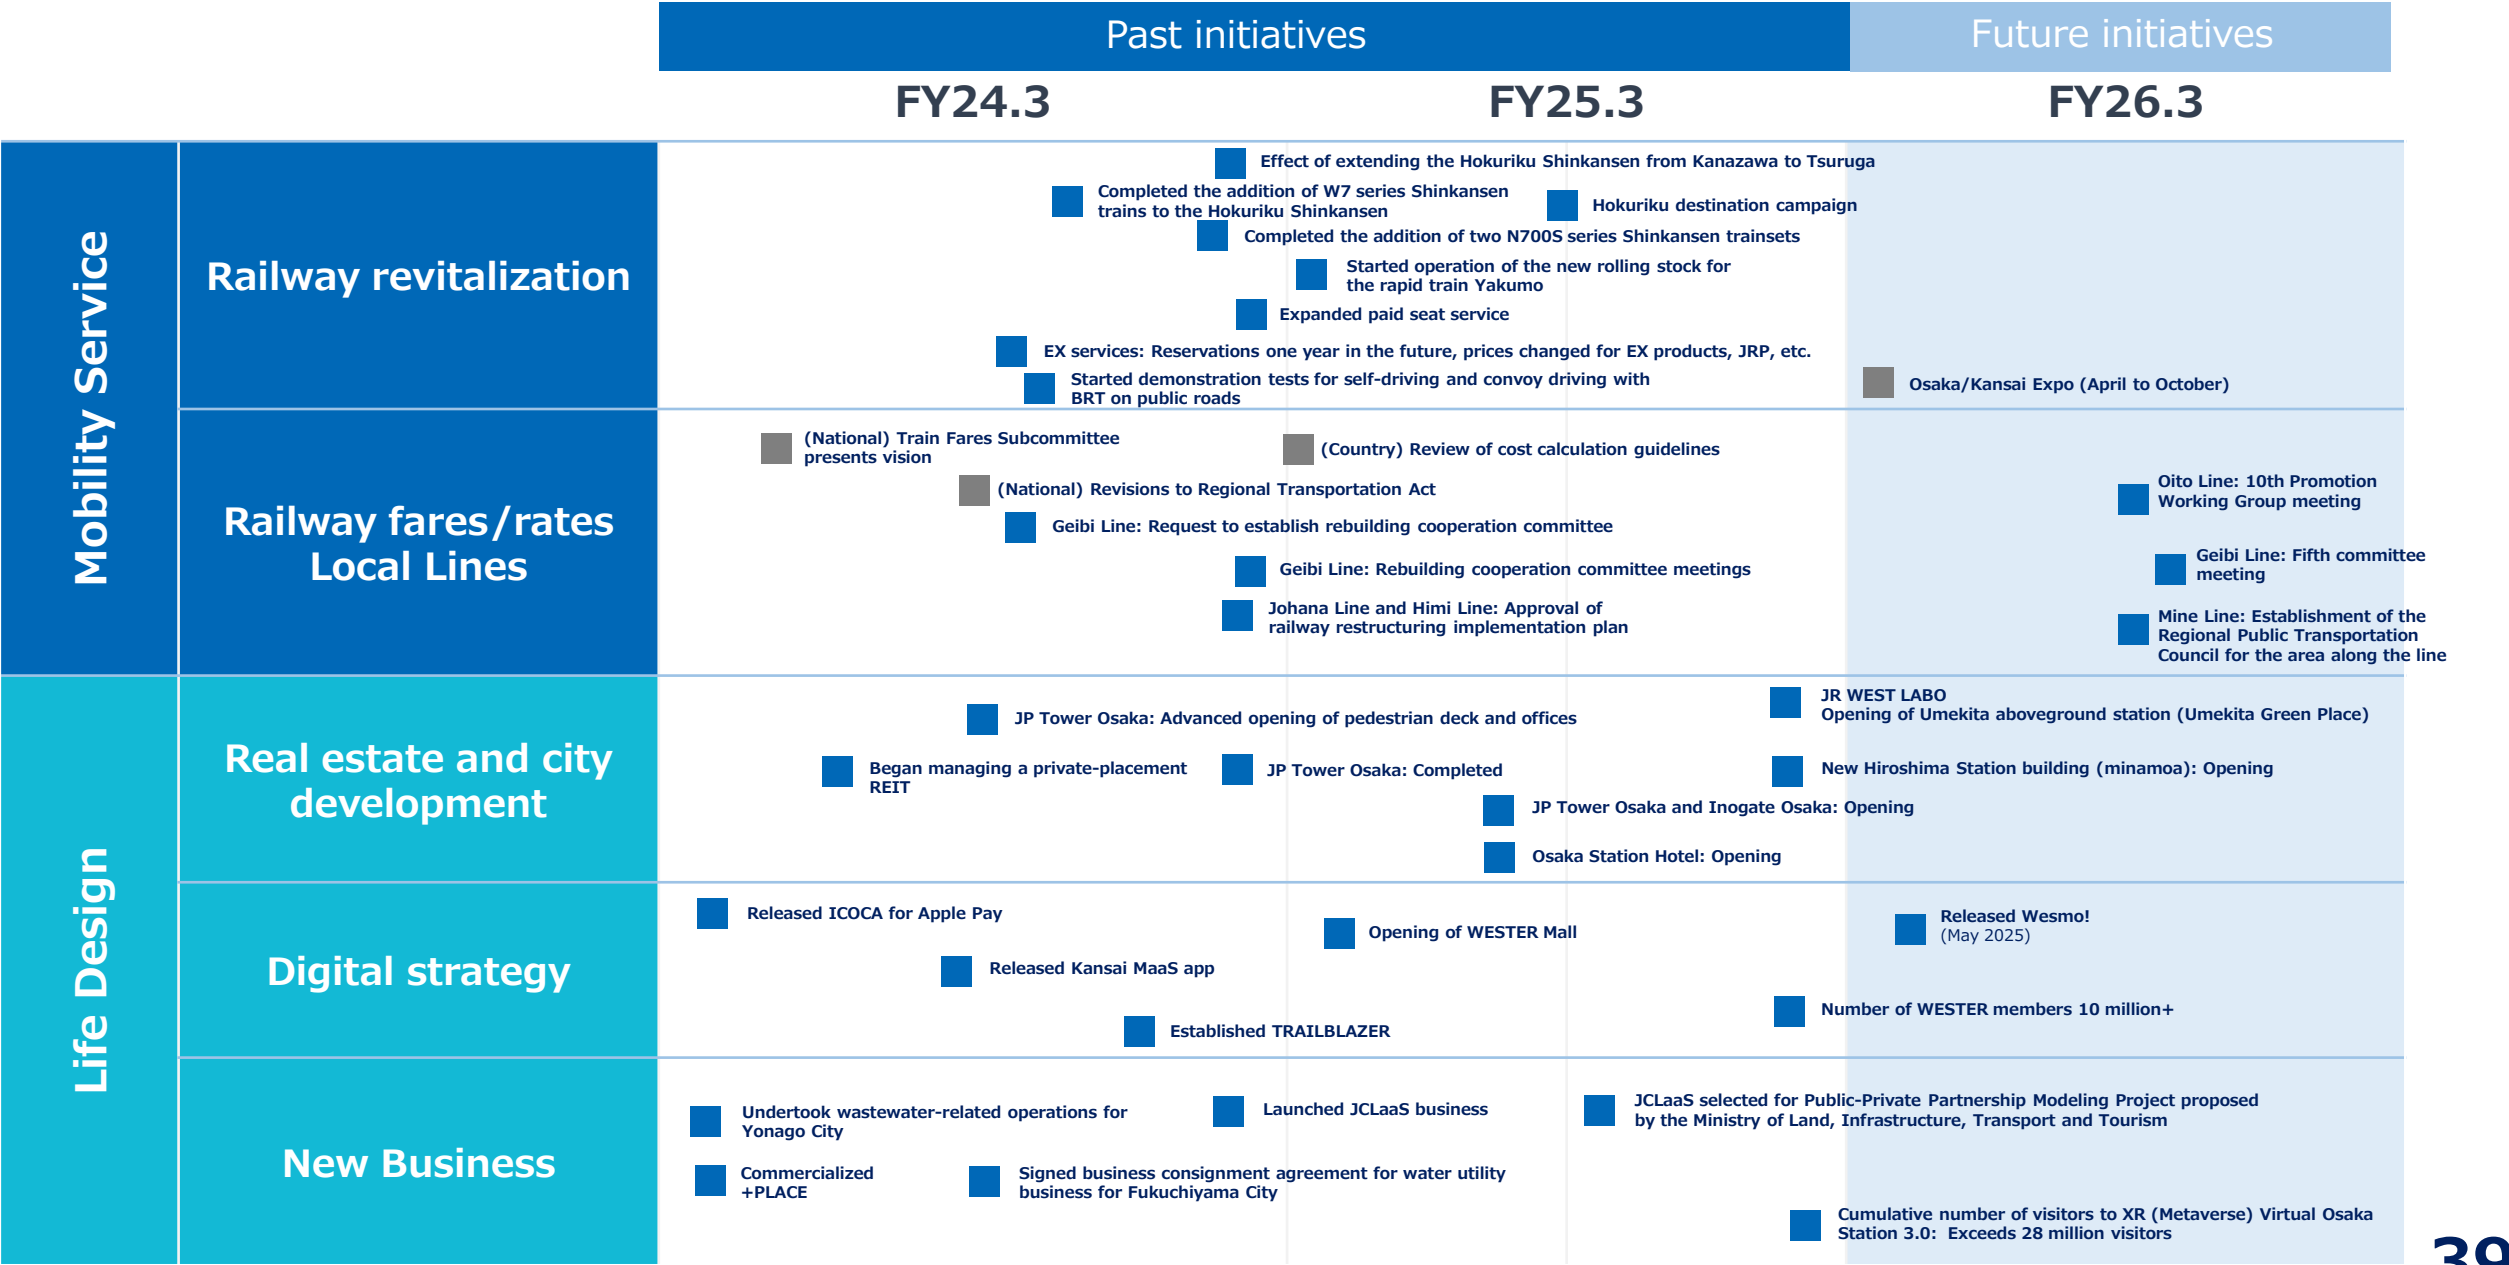 Past initiatives
Future initiatives
FY24.3
FY25.3
FY26.3
Mobility Service
Railway revitalization
Effect of extending the Hokuriku Shinkansen from Kanazawa to Tsuruga
Completed the addition of W7 series Shinkansen
trains to the Hokuriku Shinkansen
Hokuriku destination campaign
Completed the addition of two N700S series Shinkansen trainsets
Started operation of the new rolling stock for
the rapid train Yakumo
Expanded paid seat service
EX services: Reservations one year in the future, prices changed for EX products, JRP, etc.
Started demonstration tests for self-driving and convoy driving with
BRT on public roads
Osaka/Kansai Expo (April to October)
Railway fares/rates
Local Lines
(National) Train Fares Subcommittee
presents vision
(Country) Review of cost calculation guidelines
(National) Revisions to Regional Transportation Act
Geibi Line: Request to establish rebuilding cooperation committee
Geibi Line: Rebuilding cooperation committee meetings
Johana Line and Himi Line: Approval of
railway restructuring implementation plan
Oito Line: 10th Promotion
Working Group meeting
Geibi Line: Fifth committee
meeting
Mine Line: Establishment of the
Regional Public Transportation
Council for the area along the line
Life Design
Real estate and city
development
JP Tower Osaka: Advanced opening of pedestrian deck and offices
Began managing a private-placement
REIT
JP Tower Osaka: Completed
JP Tower Osaka and Inogate Osaka: Opening
Osaka Station Hotel: Opening
JR WEST LABO
Opening of Umekita aboveground station (Umekita Green Place)
New Hiroshima Station building (minamoa): Opening
Digital strategy
Released ICOCA for Apple Pay
Released Kansai MaaS app
Established TRAILBLAZER
Opening of WESTER Mall
Released Wesmo!
(May 2025)
Number of WESTER members 10 million+
New Business
Undertook wastewater-related operations for
Yonago City
Launched JCLaaS business
JCLaaS selected for Public-Private Partnership Modeling Project proposed
by the Ministry of Land, Infrastructure, Transport and Tourism
Commercialized
+PLACE
Signed business consignment agreement for water utility
business for Fukuchiyama City
Cumulative number of visitors to XR (Metaverse) Virtual Osaka
Station 3.0: Exceeds 28 million visitors
39